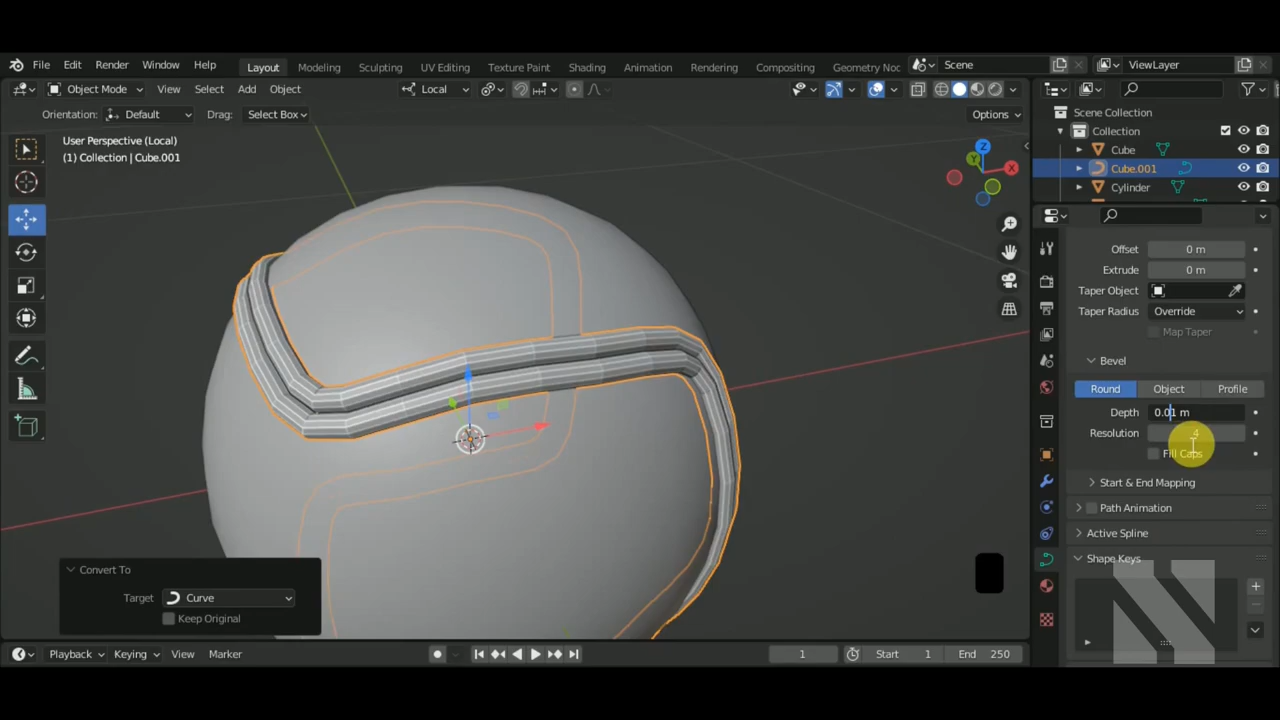 File Edit Render Window Help Layout Modeling Sculpting UV Editing Texture Paint Shading Animation Rendering Compositing Geometry Noc Scene ViewLayer
Object Mode View Select Add Object Local
Orientation: Default Drag: Select Box Options
User Perspective (Local)
(1) Collection | Cube.001
Z
Y
X
Scene Collection
Collection
Cube
Cube.001
Cylinder
Offset 0 m
Extrude 0 m
Taper Object
Taper Radius Override
Map Taper
Bevel
Round Object Profile
Depth 0.01 m
Resolution 4
Fill Caps
Start & End Mapping
Path Animation
Active Spline
Shape Keys
Convert To
Target Curve
Keep Original
Playback Keying View Marker 1 Start 1 End 250